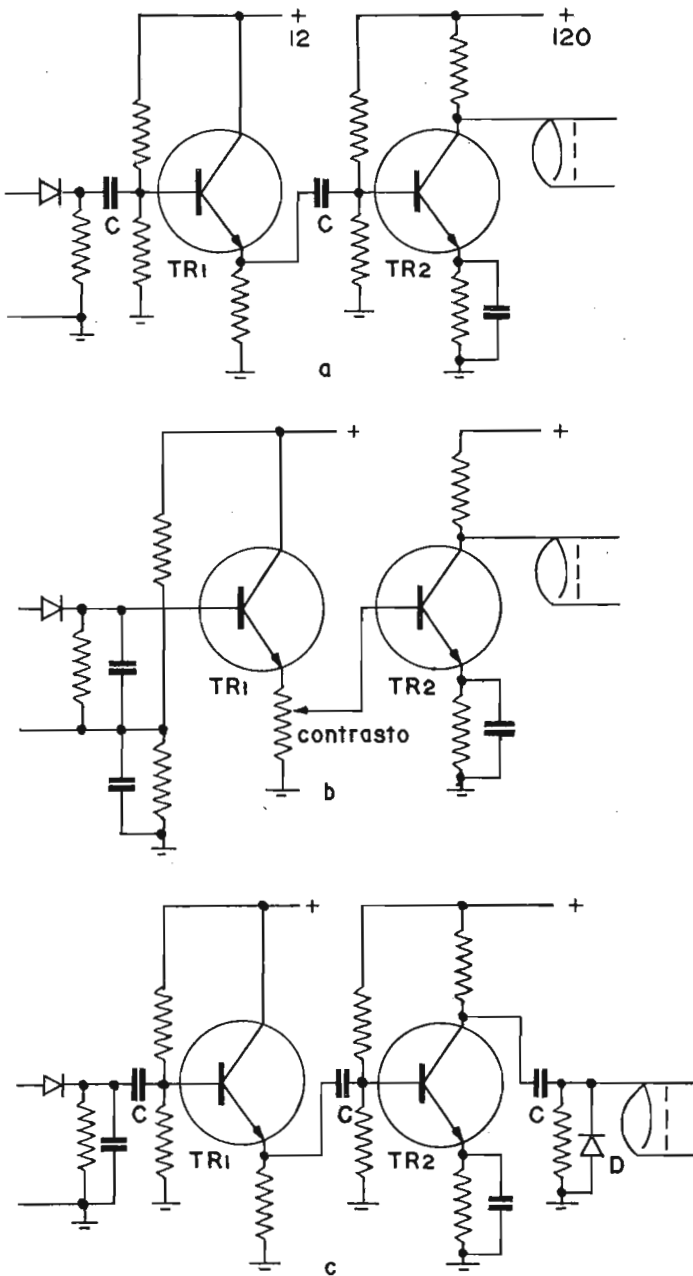 + +
12 120
C C
TR1 TR2
a
+ +
TR1 TR2
contrasto
b
+ +
C C C
TR1 TR2 D
c